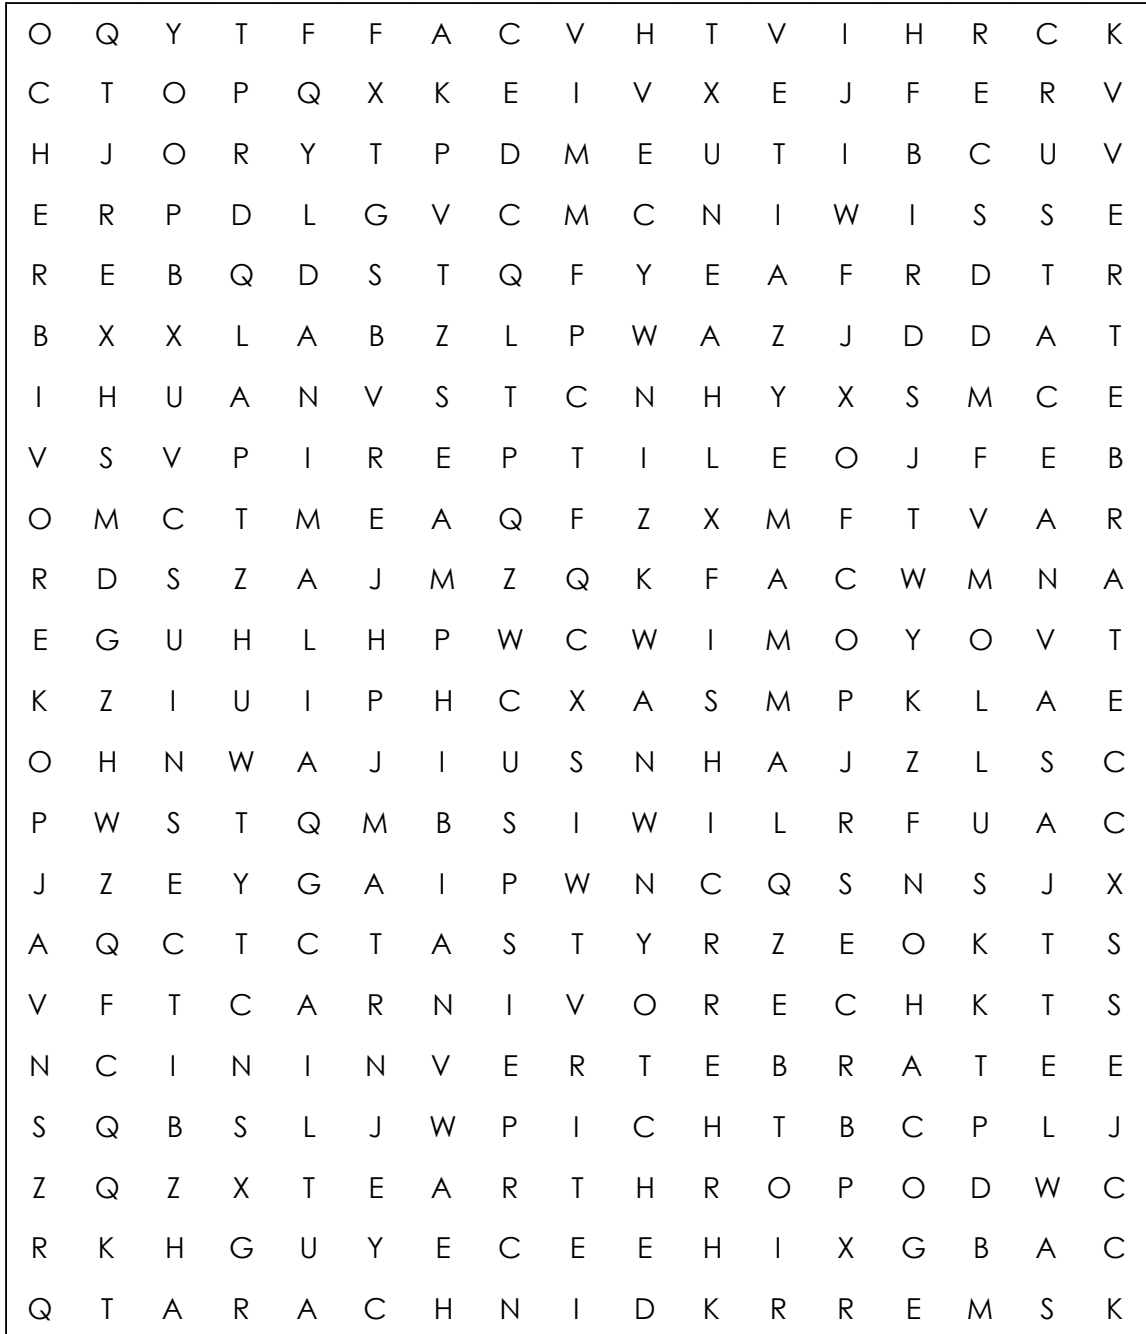 O Q Y T F F A C V H T V I H R C K
C T O P Q X K E I V X E J F E R V
H J O R Y T P D M E U T I B C U V
E R P D L G V C M C N I W I S S E
R E B Q D S T Q F Y E A F R D T R
B X X L A B Z L P W A Z J D D A T
I H U A N V S T C N H Y X S M C E
V S V P I R E P T I L E O J F E B
O M C T M E A Q F Z X M F T V A R
R D S Z A J M Z Q K F A C W M N A
E G U H L H P W C W I M O Y O V T
K Z I U I P H C X A S M P K L A E
O H N W A J I U S N H A J Z L S C
P W S T Q M B S I W I L R F U A C
J Z E Y G A I P W N C Q S N S J X
A Q C T C T A S T Y R Z E O K T S
V F T C A R N I V O R E C H K T S
N C I N I N V E R T E B R A T E E
S Q B S L J W P I C H T B C P L J
Z Q Z X T E A R T H R O P O D W C
R K H G U Y E C E E H I X G B A C
Q T A R A C H N I D K R R E M S K